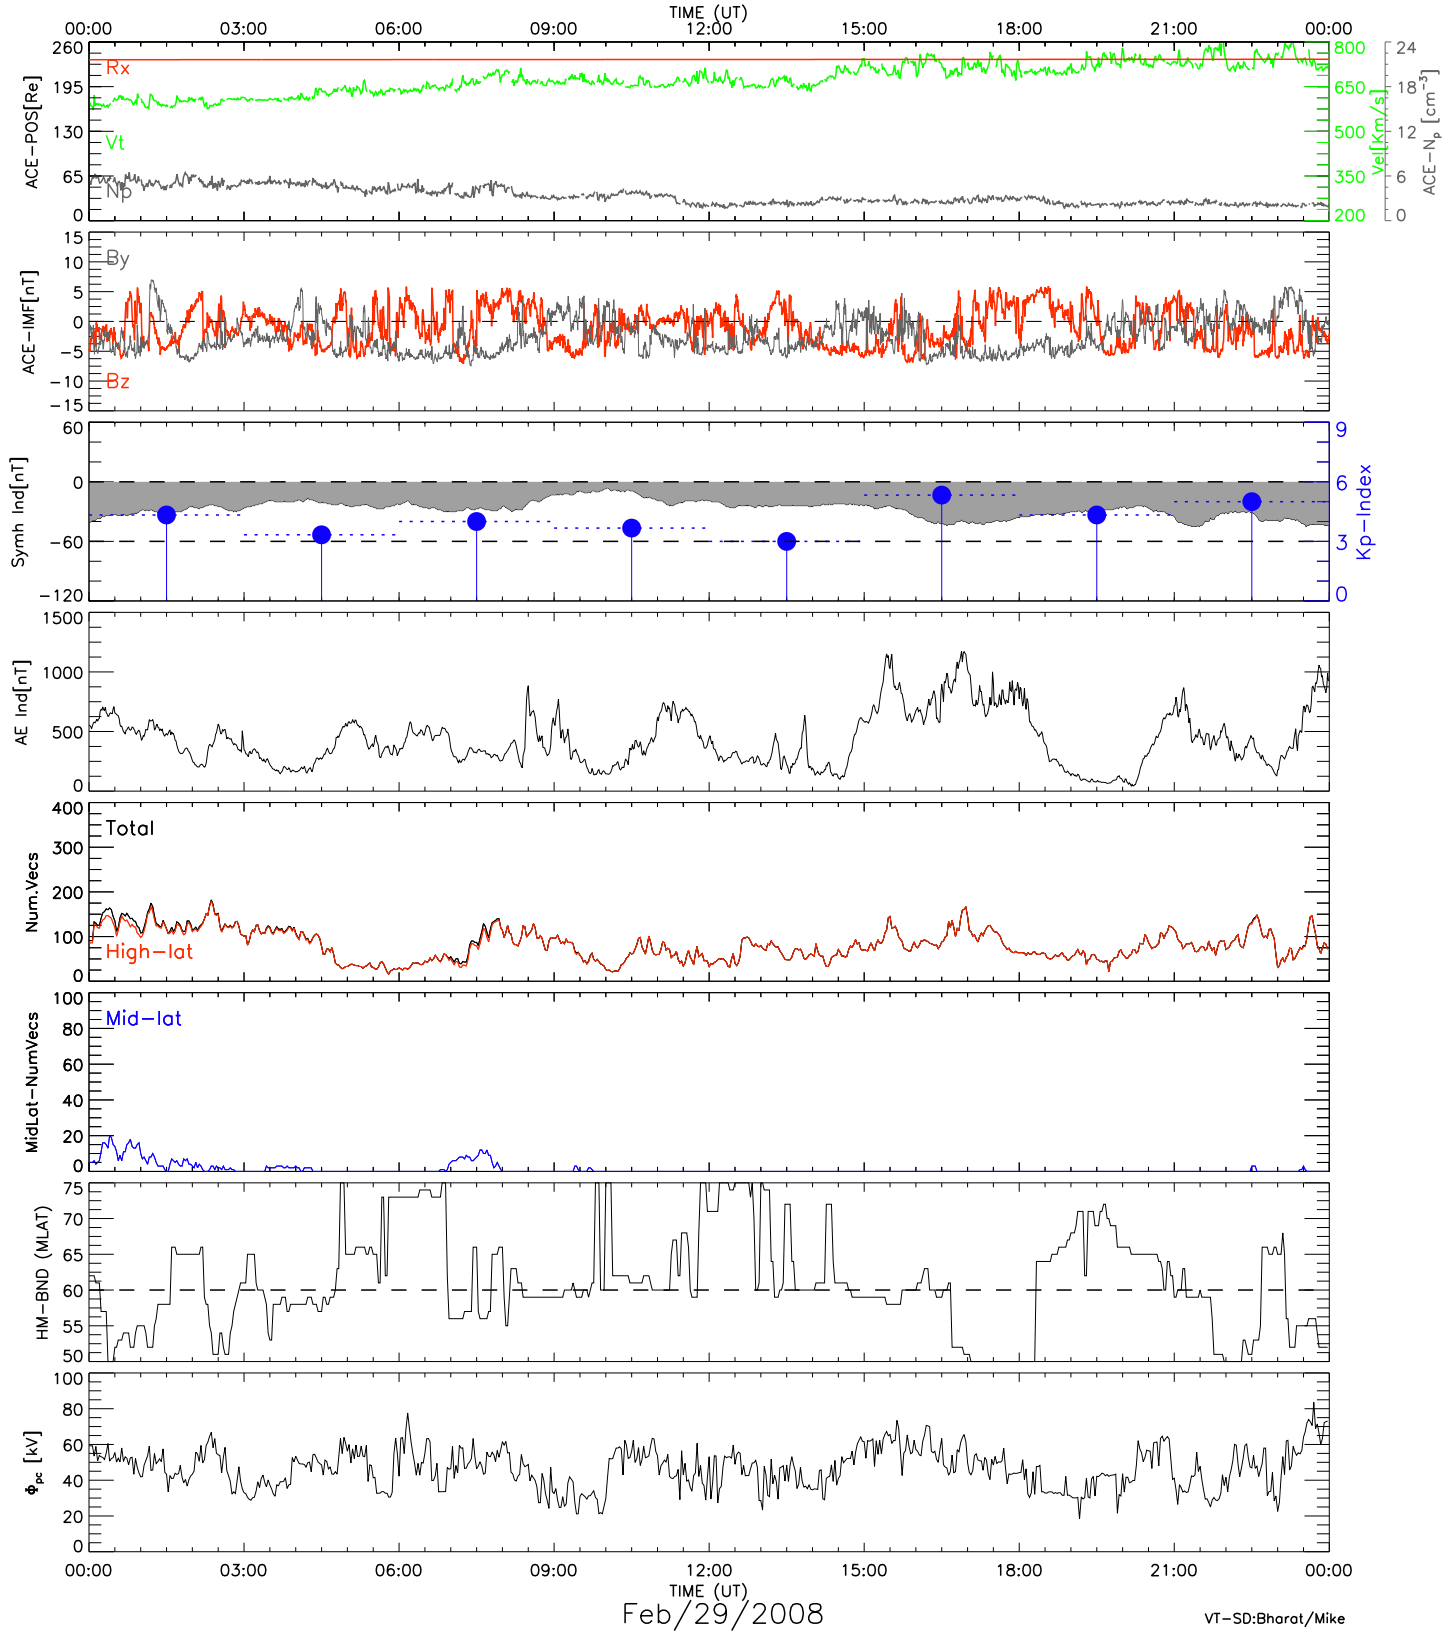 TIME (UT)
00:00 03:00 06:00 09:00 12:00 15:00 18:00 21:00 00:00
ACE-POS[Re]
260
195
130
65
0
Rx
Vt
Np
800
650
500
350
200
Vel[Km/s]
24
18
12
6
0
ACE-Np [cm⁻³]
ACE-IMF[nT]
15
10
5
0
-5
-10
-15
By
Bz
Symh Ind[nT]
60
0
-60
-120
9
6
3
0
Kp-Index
AE Ind[nT]
1500
1000
500
0
Num.Vecs
400
300
200
100
0
Total
High-lat
MidLat-NumVecs
100
80
60
40
20
0
Mid-lat
HM-BND (MLAT)
75
70
65
60
55
50
Φpc [kV]
100
80
60
40
20
0
00:00 03:00 06:00 09:00 12:00 15:00 18:00 21:00 00:00
TIME (UT)
Feb/29/2008
VT-SD:Bharat/Mike